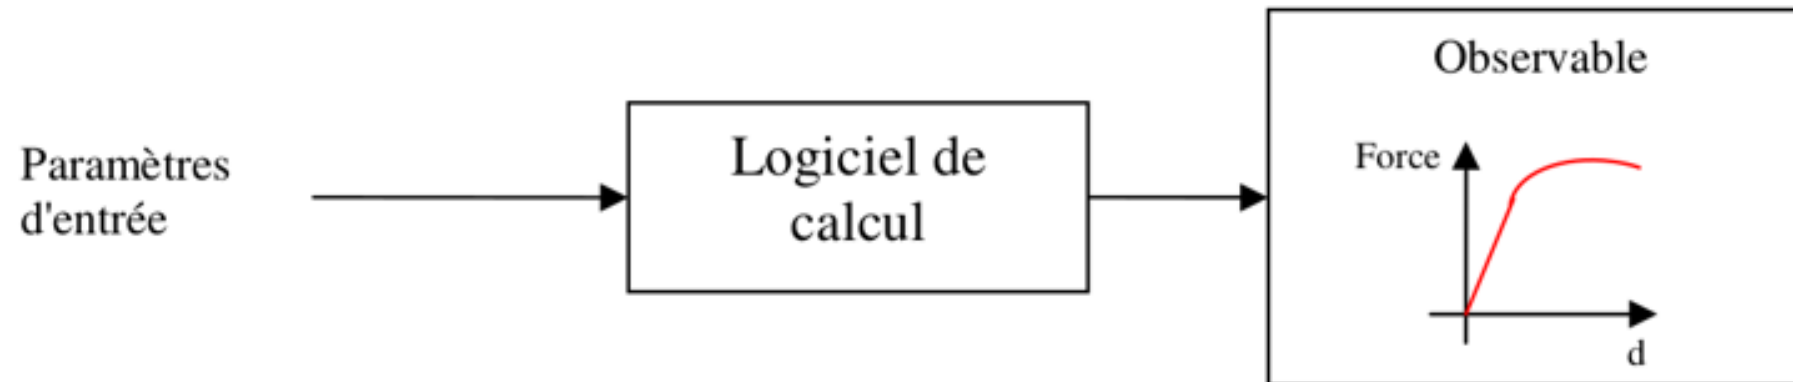 Paramètres
d'entrée
Logiciel de
calcul
Observable
Force
d